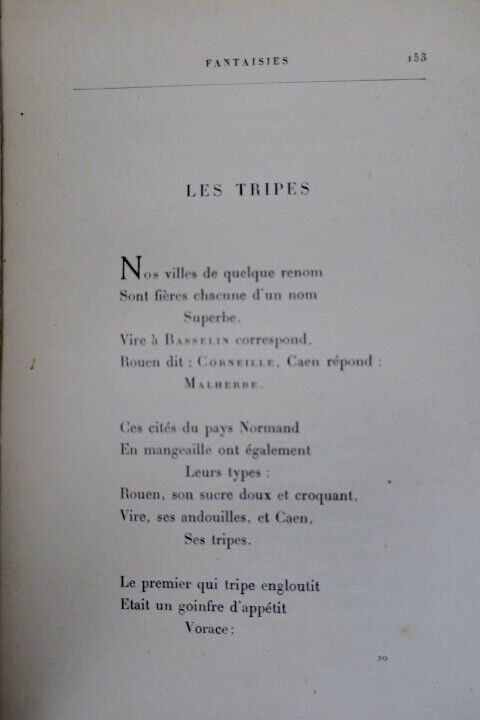 FANTAISIES 153
LES TRIPES
Nos villes de quelque renom
Sont fières chacune d'un nom
Superbe.
Vire à BASSELIN correspond,
Rouen dit : CORNEILLE, Caen répond :
MALHERBE.
Ces cités du pays Normand
En mangeaille ont également
Leurs types :
Rouen, son sucre doux et croquant,
Vire, ses andouilles, et Caen,
Ses tripes.
Le premier qui tripe engloutit
Etait un goinfre d'appétit
Vorace :
20